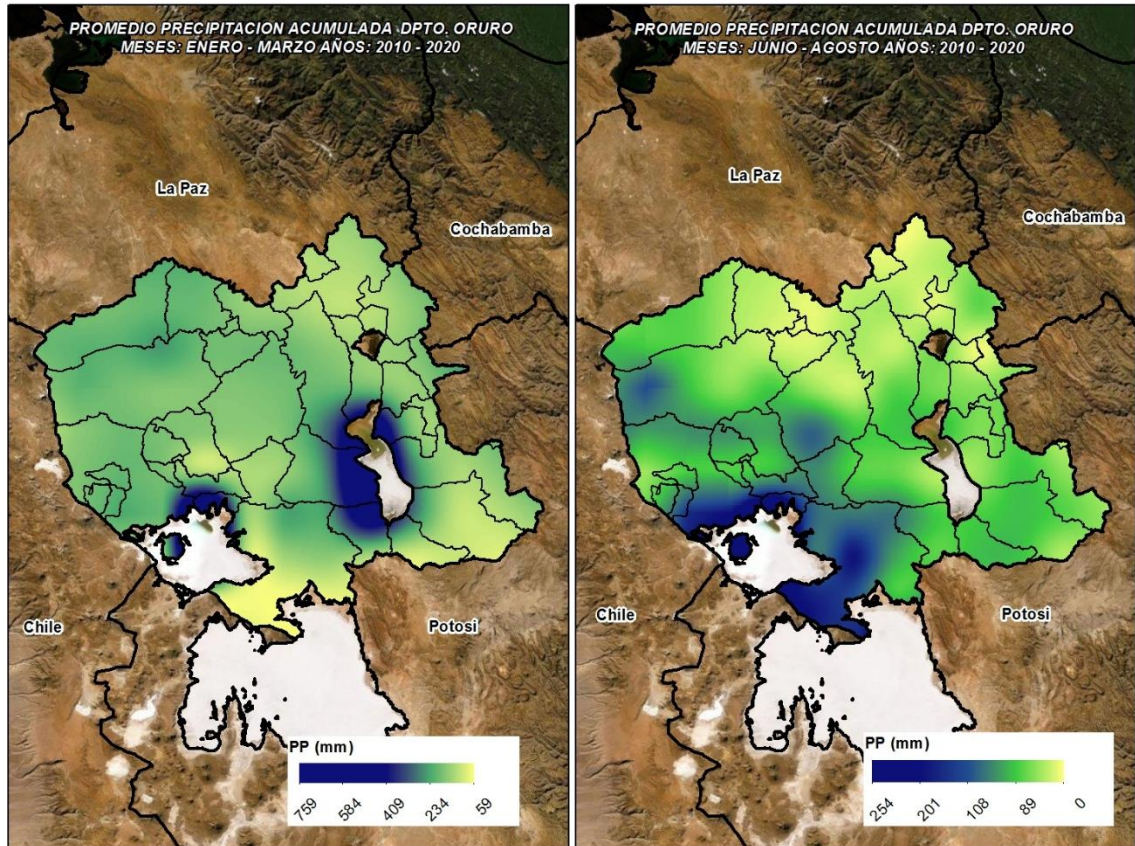 PROMEDIO PRECIPITACION ACUMULADA DPTO. ORURO
MESES: ENERO - MARZO AÑOS: 2010 - 2020
La Paz
Cochabamba
Chile
Potosi
PP (mm)
759 584 409 234 59
PROMEDIO PRECIPITACION ACUMULADA DPTO. ORURO
MESES: JUNIO - AGOSTO AÑOS: 2010 - 2020
La Paz
Cochabamba
Chile
Potosi
PP (mm)
254 201 108 89 0